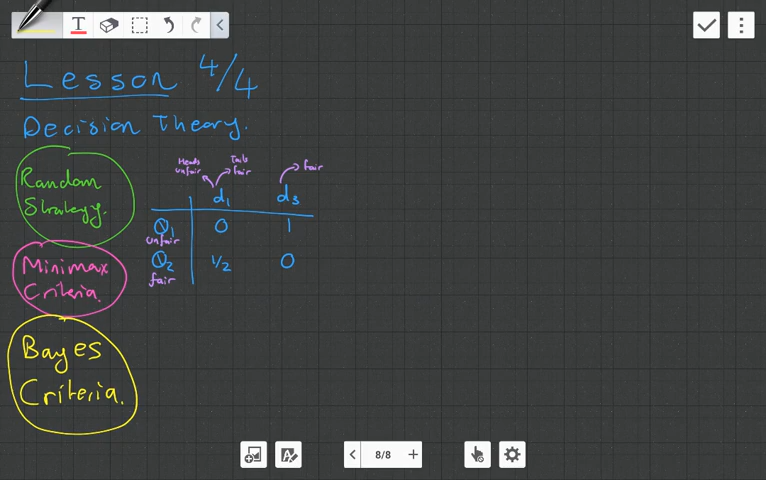 T
Lesson 4/4
Decision Theory.
Random
Strategy.
Minimax
Criteria.
Bayes
Criteria.
Heads
unfair
Tails
fair
fair
d₁ d₃
θ₁ 0 1
unfair
θ₂ 1/2 0
fair
A
8/8